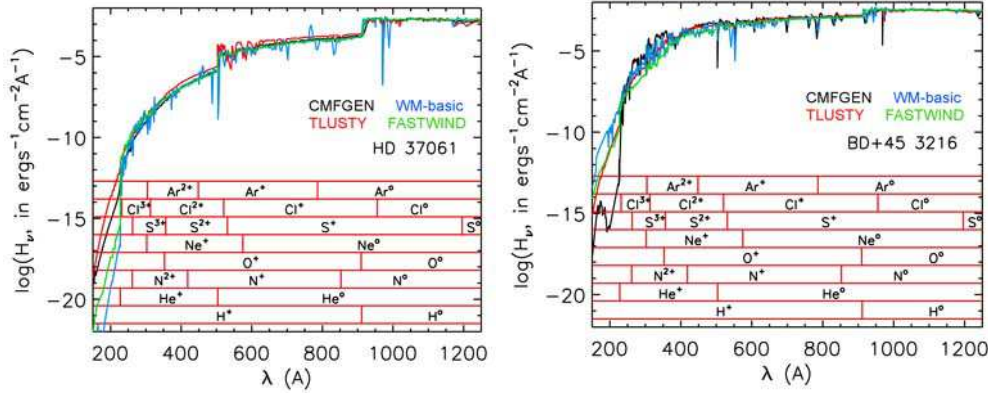 log(Hν, in ergs⁻¹cm⁻²A⁻¹)
−5
−10
−15
−20
CMFGEN WM-basic
TLUSTY FASTWIND
HD 37061
Ar²⁺ Ar⁺ Ar⁰
Cl³⁺ Cl²⁺ Cl⁺ Cl⁰
S³⁺ S²⁺ S⁺ S⁰
Ne⁺ Ne⁰
O⁺ O⁰
N²⁺ N⁺ N⁰
He⁺ He⁰
H⁺ H⁰
200 400 600 800 1000 1200
λ (A)
log(Hν, in ergs⁻¹cm⁻²A⁻¹)
−5
−10
−15
−20
CMFGEN WM-basic
TLUSTY FASTWIND
BD+45 3216
Ar²⁺ Ar⁺ Ar⁰
Cl³⁺ Cl²⁺ Cl⁺ Cl⁰
S³⁺ S²⁺ S⁺ S⁰
Ne⁺ Ne⁰
O⁺ O⁰
N²⁺ N⁺ N⁰
He⁺ He⁰
H⁺ H⁰
200 400 600 800 1000 1200
λ (A)